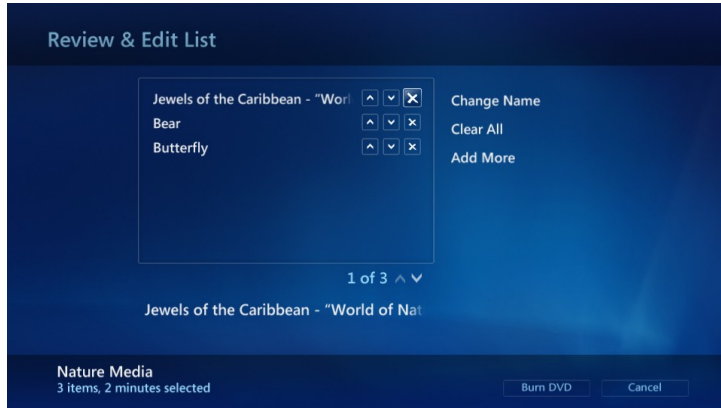 Review & Edit List
Jewels of the Caribbean - "Worl
Bear
Butterfly
Change Name
Clear All
Add More
1 of 3
Jewels of the Caribbean - "World of Nat
Nature Media
3 items, 2 minutes selected
Burn DVD
Cancel